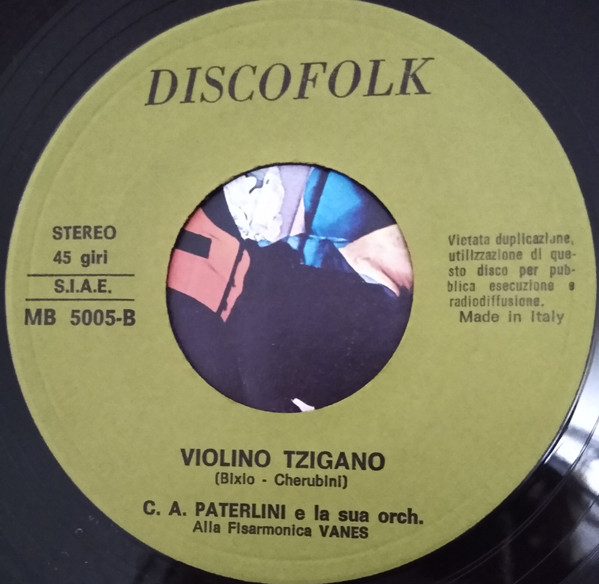 DISCOFOLK
STEREO
45 giri
S.I.A.E.
MB 5005-B
Vietata duplicazione,
utilizzazione di que-
sto disco per pub-
blica esecuzione e
radiodiffusione.
Made in Italy
VIOLINO TZIGANO
(Bixio - Cherubini)
C. A. PATERLINI e la sua orch.
Alla Fisarmonica VANES